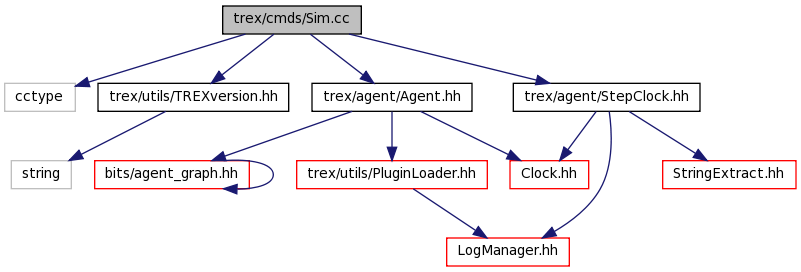 trex/cmds/Sim.cc
cctype
trex/utils/TREXversion.hh
trex/agent/Agent.hh
trex/agent/StepClock.hh
string
bits/agent_graph.hh
trex/utils/PluginLoader.hh
Clock.hh
StringExtract.hh
LogManager.hh